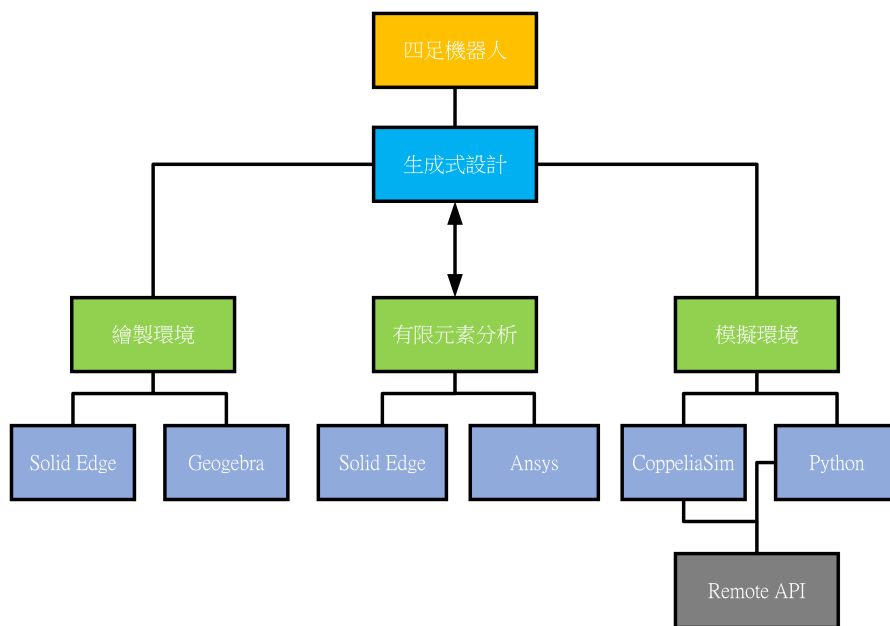 四足機器人
生成式設計
繪製環境
有限元素分析
模擬環境
Solid Edge
Geogebra
Solid Edge
Ansys
CoppeliaSim
Python
Remote API